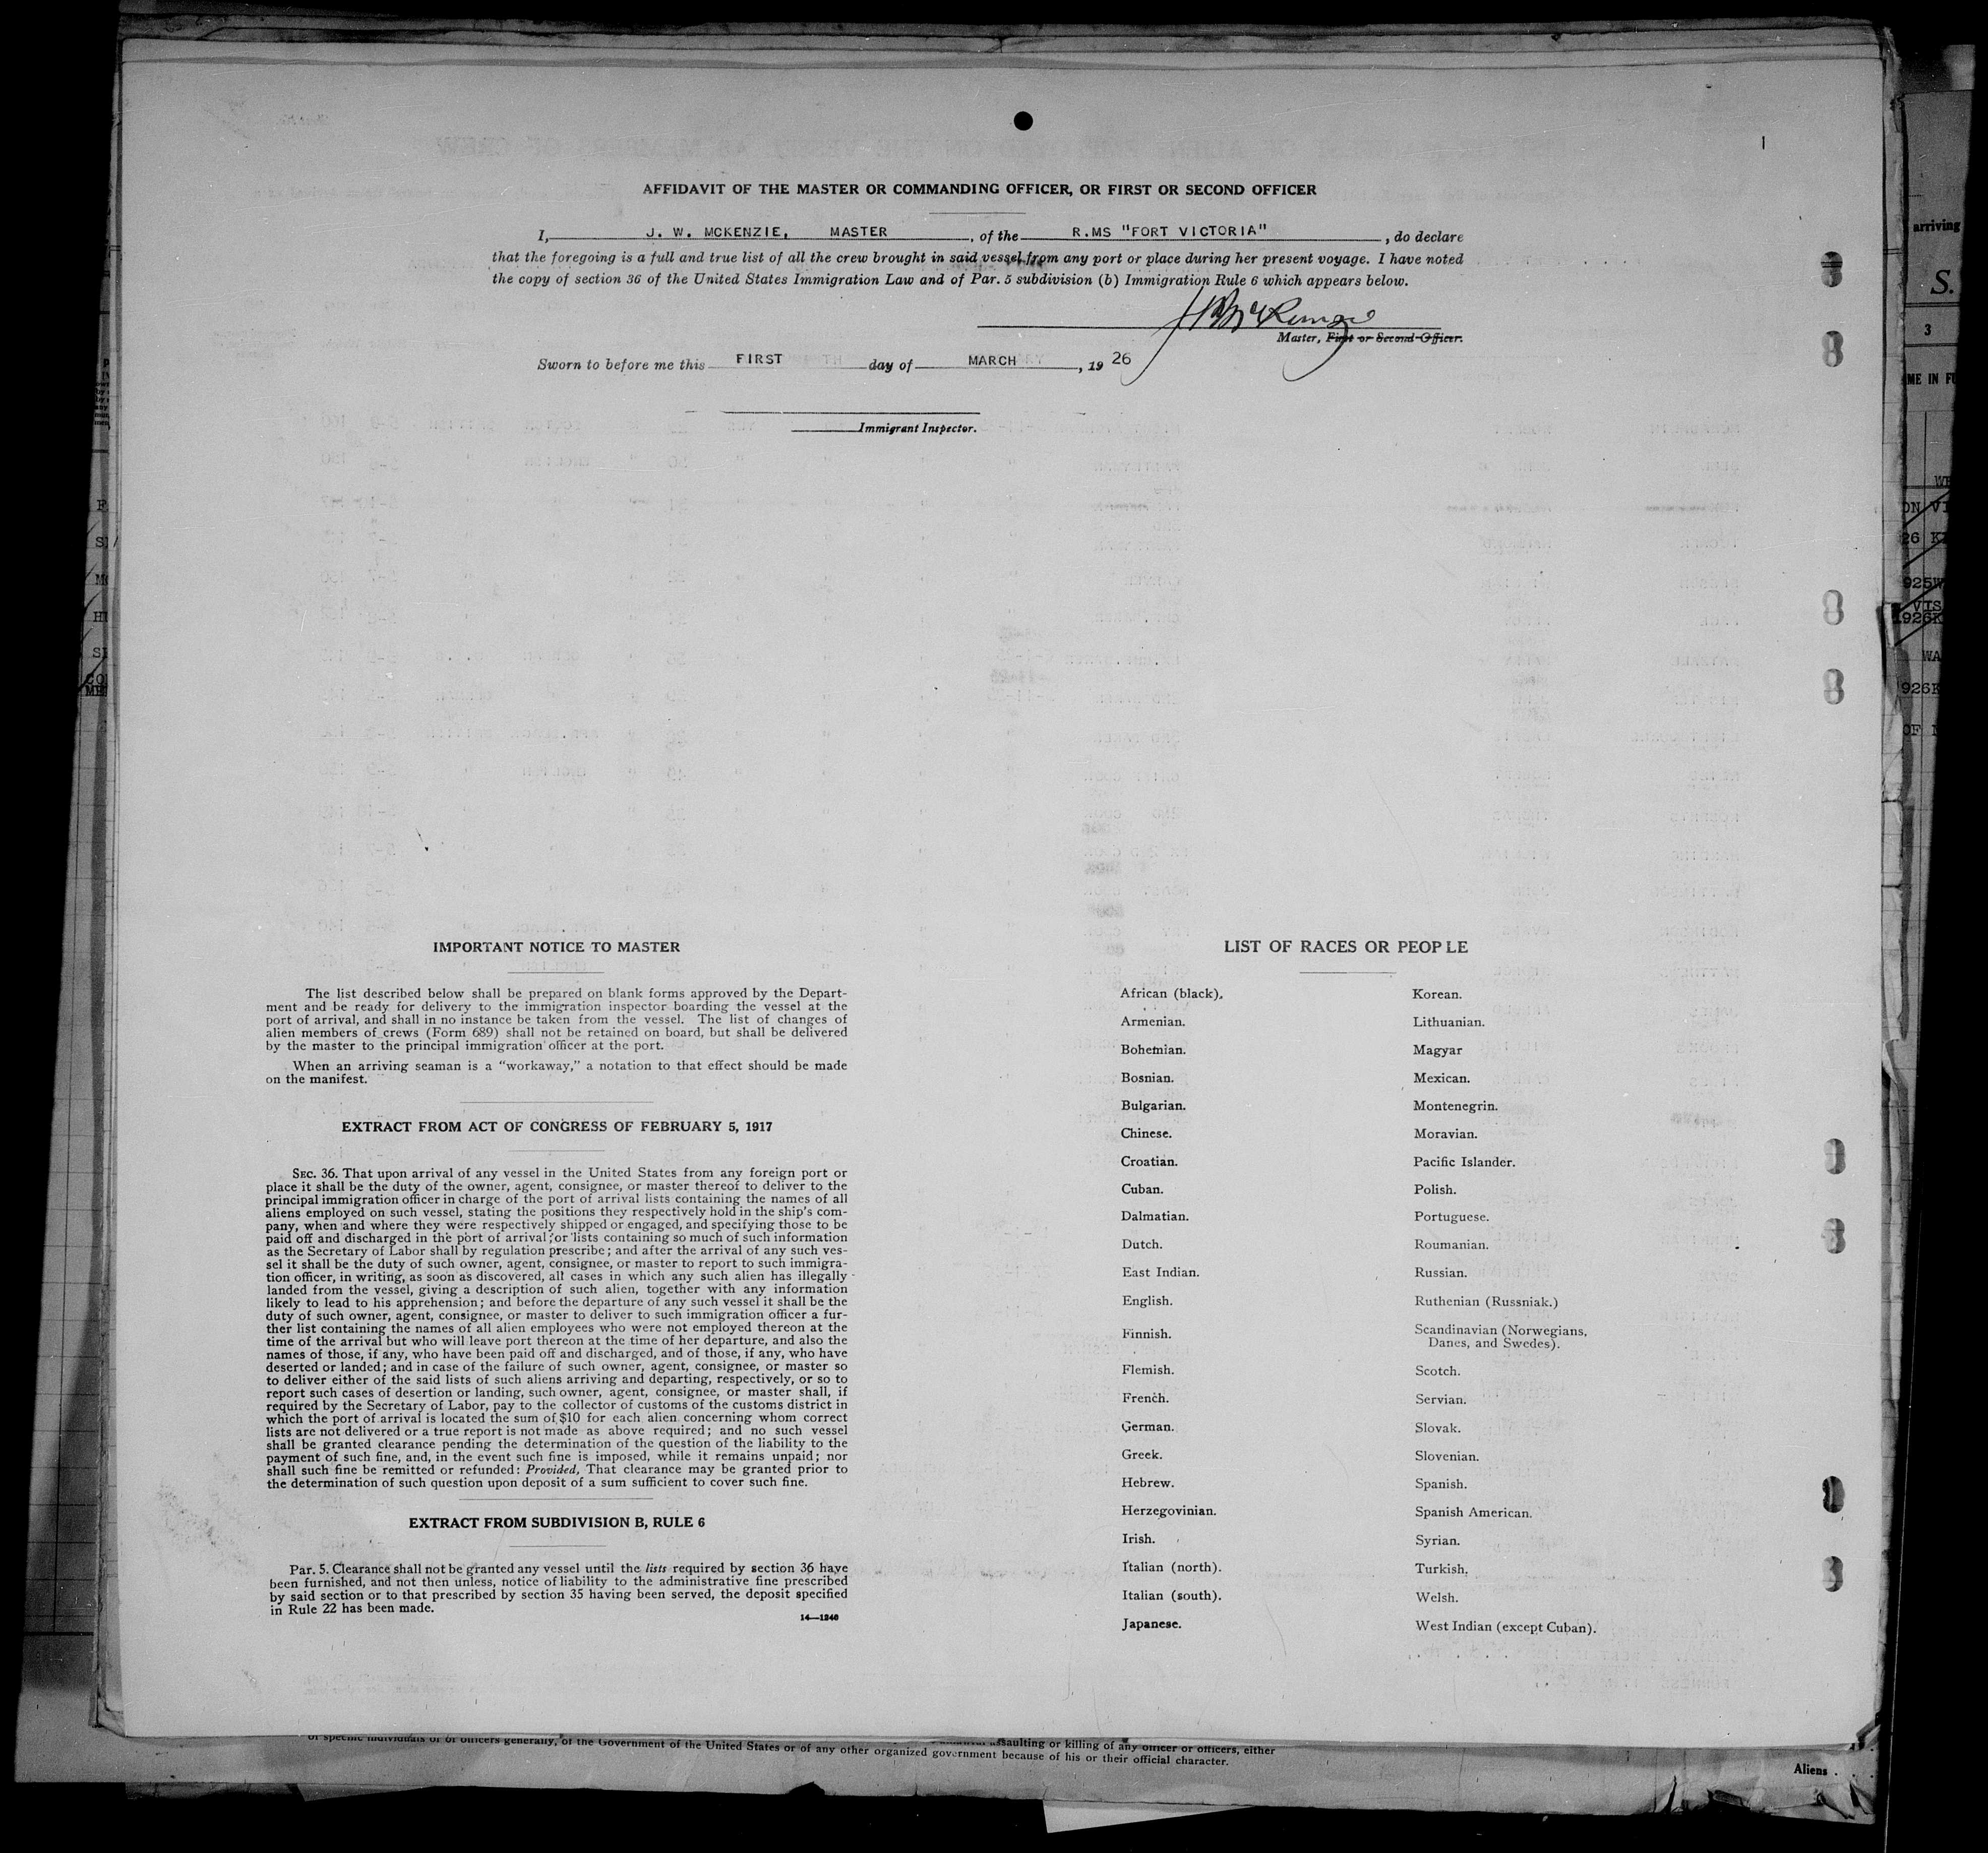 AFFIDAVIT OF THE MASTER OR COMMANDING OFFICER, OR FIRST OR SECOND OFFICER
I, J. W. MCKENZIE, MASTER, of the R.MS "FORT VICTORIA", do declare
that the foregoing is a full and true list of all the crew brought in said vessel from any port or place during her present voyage. I have noted
the copy of section 36 of the United States Immigration Law and of Par. 5 subdivision (b) Immigration Rule 6 which appears below.
Master, First or Second Officer.
Sworn to before me this FIRST day of MARCH, 19 26
Immigrant Inspector.
IMPORTANT NOTICE TO MASTER
The list described below shall be prepared on blank forms approved by the Depart-
ment and be ready for delivery to the immigration inspector boarding the vessel at the
port of arrival, and shall in no instance be taken from the vessel. The list of changes of
alien members of crews (Form 689) shall not be retained on board, but shall be delivered
by the master to the principal immigration officer at the port.
When an arriving seaman is a "workaway," a notation to that effect should be made
on the manifest.
EXTRACT FROM ACT OF CONGRESS OF FEBRUARY 5, 1917
SEC. 36. That upon arrival of any vessel in the United States from any foreign port or
place it shall be the duty of the owner, agent, consignee, or master thereof to deliver to the
principal immigration officer in charge of the port of arrival lists containing the names of all
aliens employed on such vessel, stating the positions they respectively hold in the ship's com-
pany, when and where they were respectively shipped or engaged, and specifying those to be
paid off and discharged in the port of arrival; or lists containing so much of such information
as the Secretary of Labor shall by regulation prescribe; and after the arrival of any such ves-
sel it shall be the duty of such owner, agent, consignee, or master to report to such immigra-
tion officer, in writing, as soon as discovered, all cases in which any such alien has illegally
landed from the vessel, giving a description of such alien, together with any information
likely to lead to his apprehension; and before the departure of any such vessel it shall be the
duty of such owner, agent, consignee, or master to deliver to such immigration officer a fur-
ther list containing the names of all alien employees who were not employed thereon at the
time of the arrival but who will leave port thereon at the time of her departure, and also the
names of those, if any, who have been paid off and discharged, and of those, if any, who have
deserted or landed; and in case of the failure of such owner, agent, consignee, or master so
to deliver either of the said lists of such aliens arriving and departing, respectively, or so to
report such cases of desertion or landing, such owner, agent, consignee, or master shall, if
required by the Secretary of Labor, pay to the collector of customs of the customs district in
which the port of arrival is located the sum of $10 for each alien concerning whom correct
lists are not delivered or a true report is not made as above required; and no such vessel
shall be granted clearance pending the determination of the question of the liability to the
payment of such fine, and, in the event such fine is imposed, while it remains unpaid; nor
shall such fine be remitted or refunded: Provided, That clearance may be granted prior to
the determination of such question upon deposit of a sum sufficient to cover such fine.
EXTRACT FROM SUBDIVISION B, RULE 6
Par. 5. Clearance shall not be granted any vessel until the lists required by section 36 have
been furnished, and not then unless, notice of liability to the administrative fine prescribed
by said section or to that prescribed by section 35 having been served, the deposit specified
in Rule 22 has been made.
14—1240
LIST OF RACES OR PEOPLE
African (black). Korean.
Armenian. Lithuanian.
Bohemian. Magyar
Bosnian. Mexican.
Bulgarian. Montenegrin.
Chinese. Moravian.
Croatian. Pacific Islander.
Cuban. Polish.
Dalmatian. Portuguese.
Dutch. Roumanian.
East Indian. Russian.
English. Ruthenian (Russniak.)
Finnish. Scandinavian (Norwegians,
Danes, and Swedes).
Flemish. Scotch.
French. Servian.
German. Slovak.
Greek. Slovenian.
Hebrew. Spanish.
Herzegovinian. Spanish American.
Irish. Syrian.
Italian (north). Turkish.
Italian (south). Welsh.
Japanese. West Indian (except Cuban).
of specific individuals or of officers generally, of the Government of the United States or of any other organized government because of his or their official character.
assaulting or killing of any officer or officers, either
Aliens
arriving
S.
3